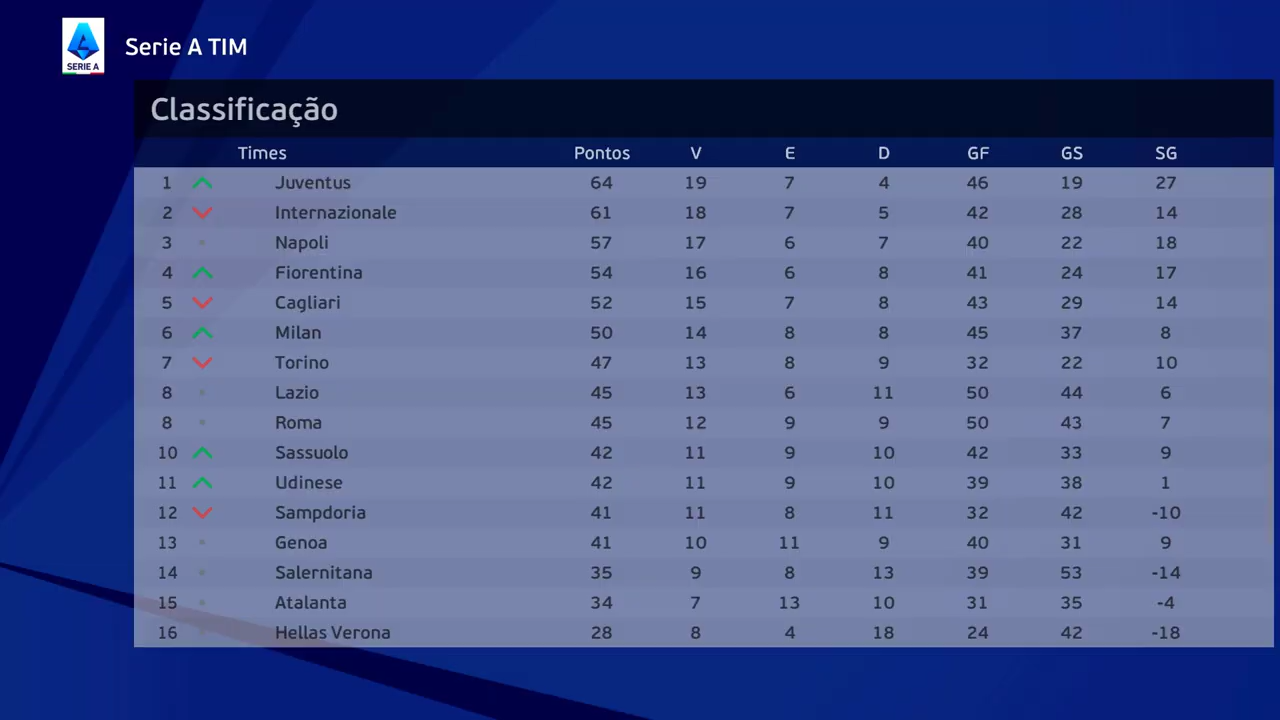 SERIE A
Serie A TIM
Classificação
Times Pontos V E D GF GS SG
1 Juventus 64 19 7 4 46 19 27
2 Internazionale 61 18 7 5 42 28 14
3 Napoli 57 17 6 7 40 22 18
4 Fiorentina 54 16 6 8 41 24 17
5 Cagliari 52 15 7 8 43 29 14
6 Milan 50 14 8 8 45 37 8
7 Torino 47 13 8 9 32 22 10
8 Lazio 45 13 6 11 50 44 6
8 Roma 45 12 9 9 50 43 7
10 Sassuolo 42 11 9 10 42 33 9
11 Udinese 42 11 9 10 39 38 1
12 Sampdoria 41 11 8 11 32 42 -10
13 Genoa 41 10 11 9 40 31 9
14 Salernitana 35 9 8 13 39 53 -14
15 Atalanta 34 7 13 10 31 35 -4
16 Hellas Verona 28 8 4 18 24 42 -18